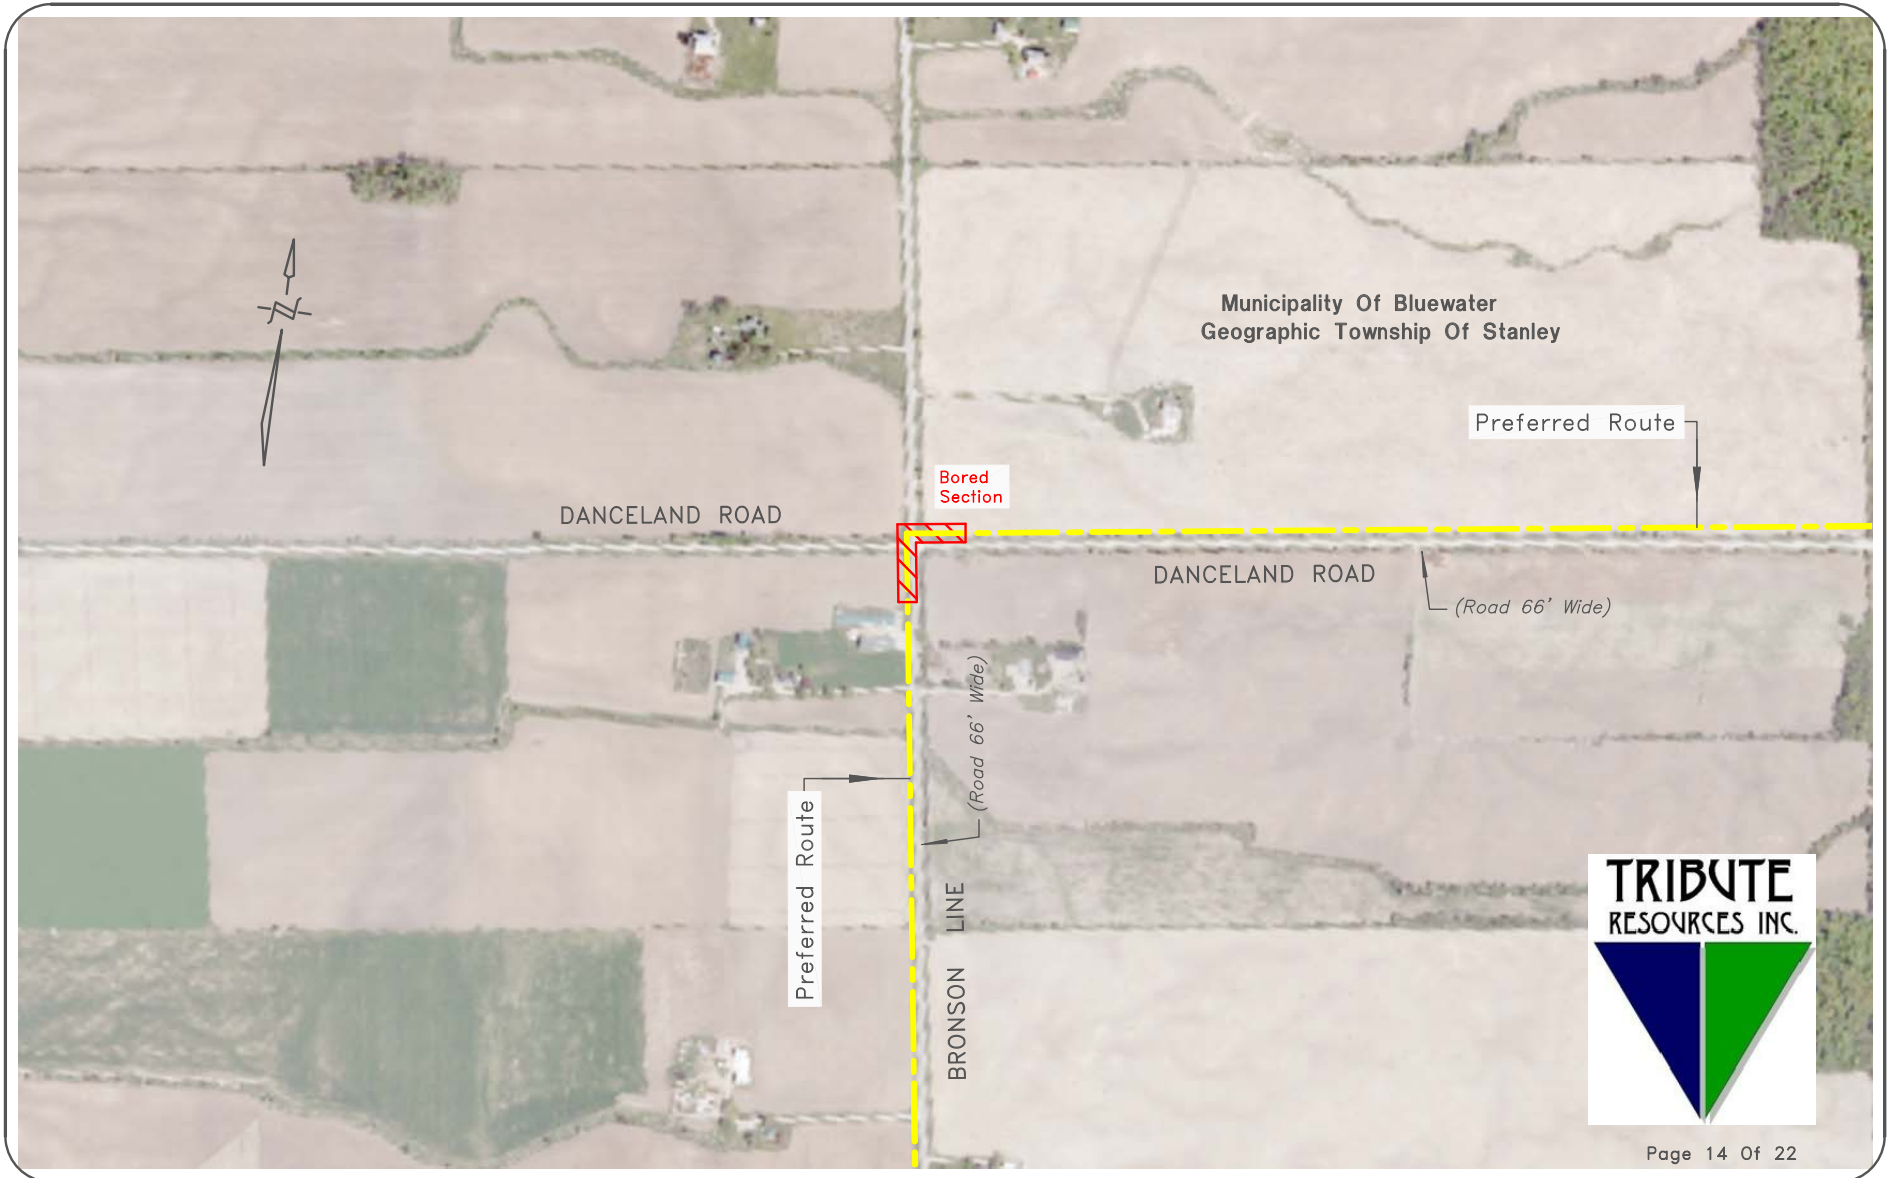 Municipality Of Bluewater
Geographic Township Of Stanley
Preferred Route
Bored
Section
DANCELAND ROAD
DANCELAND ROAD
(Road 66' Wide)
(Road 66' Wide)
Preferred Route
BRONSON LINE
N
TRIBUTE
RESOURCES INC.
Page 14 Of 22